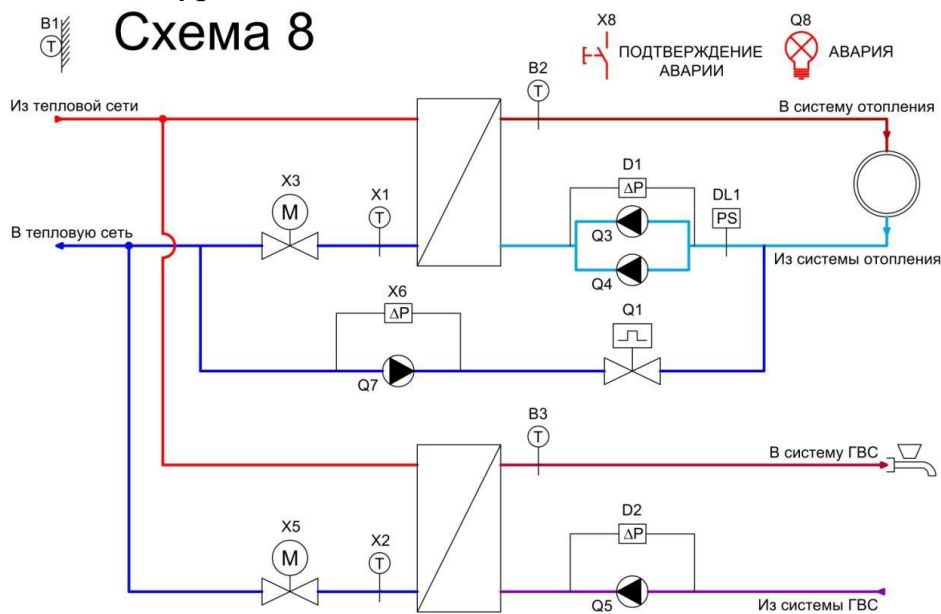 Схема 8
B1
T
X8
ПОДТВЕРЖДЕНИЕ
АВАРИИ
Q8
АВАРИЯ
Из тепловой сети
B2
T
В систему отопления
X3
M
X1
T
D1
ΔP
DL1
PS
Q3
Q4
В тепловую сеть
Из системы отопления
X6
ΔP
Q7
Q1
B3
T
В систему ГВС
X5
M
X2
T
D2
ΔP
Q5
Из системы ГВС